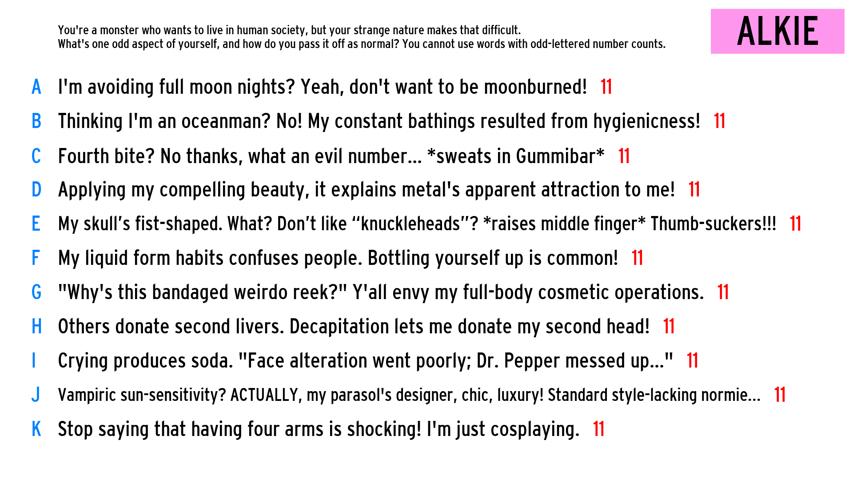 You're a monster who wants to live in human society, but your strange nature makes that difficult.
What's one odd aspect of yourself, and how do you pass it off as normal? You cannot use words with odd-lettered number counts.
ALKIE
A I'm avoiding full moon nights? Yeah, don't want to be moonburned! 11
B Thinking I'm an oceanman? No! My constant bathings resulted from hygienicness! 11
C Fourth bite? No thanks, what an evil number... *sweats in Gummibar* 11
D Applying my compelling beauty, it explains metal's apparent attraction to me! 11
E My skull’s fist-shaped. What? Don’t like “knuckleheads”? *raises middle finger* Thumb-suckers!!! 11
F My liquid form habits confuses people. Bottling yourself up is common! 11
G "Why's this bandaged weirdo reek?" Y'all envy my full-body cosmetic operations. 11
H Others donate second livers. Decapitation lets me donate my second head! 11
I Crying produces soda. "Face alteration went poorly; Dr. Pepper messed up..." 11
J Vampiric sun-sensitivity? ACTUALLY, my parasol's designer, chic, luxury! Standard style-lacking normie... 11
K Stop saying that having four arms is shocking! I'm just cosplaying. 11